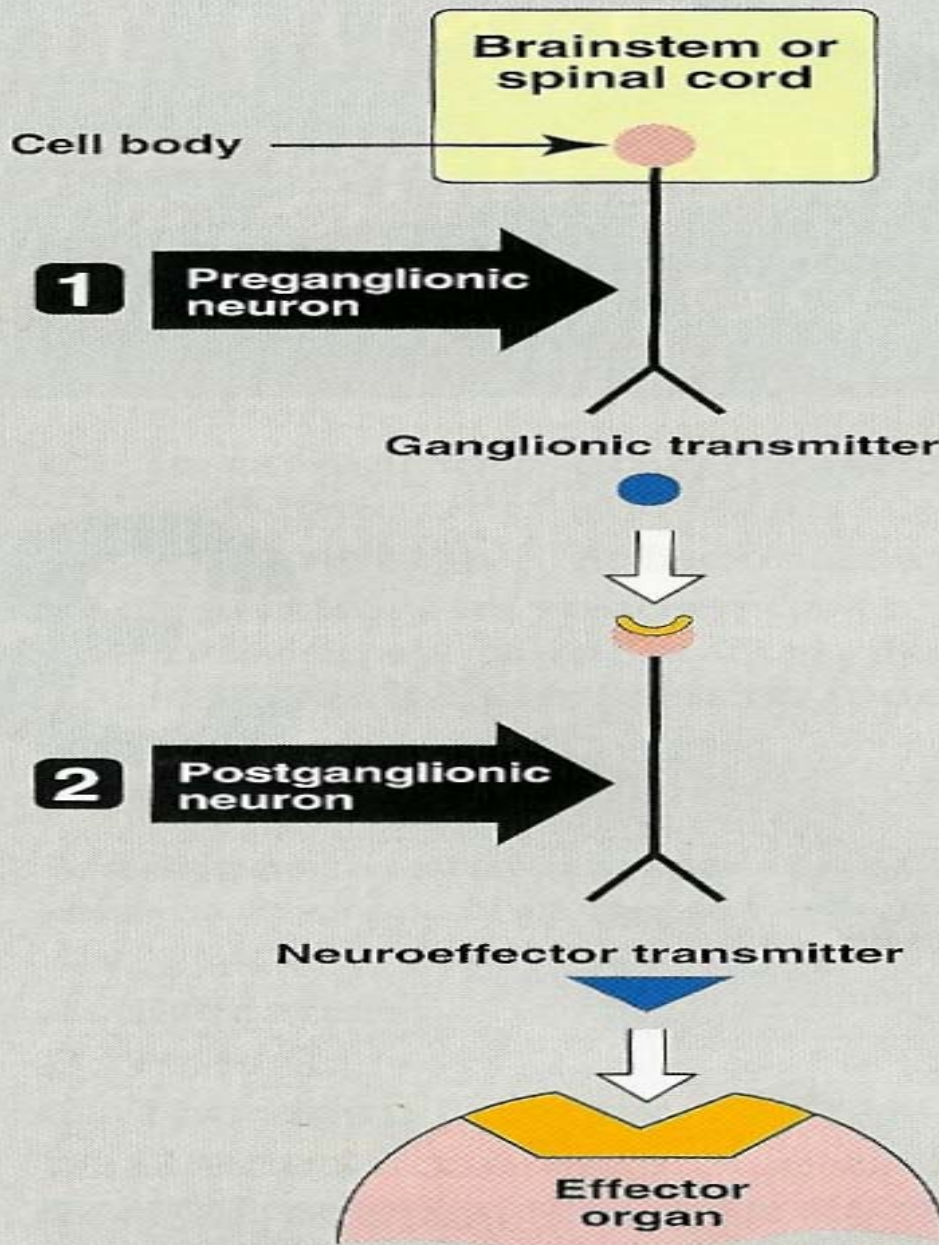 Brainstem or
spinal cord
Cell body
1
Preganglionic
neuron
Ganglionic transmitter
2
Postganglionic
neuron
Neuroeffector transmitter
Effector
organ